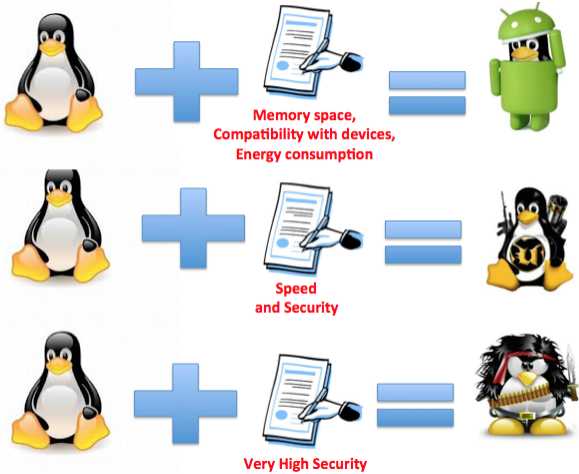 Memory space,
Compatibility with devices,
Energy consumption
Speed
and Security
Very High Security